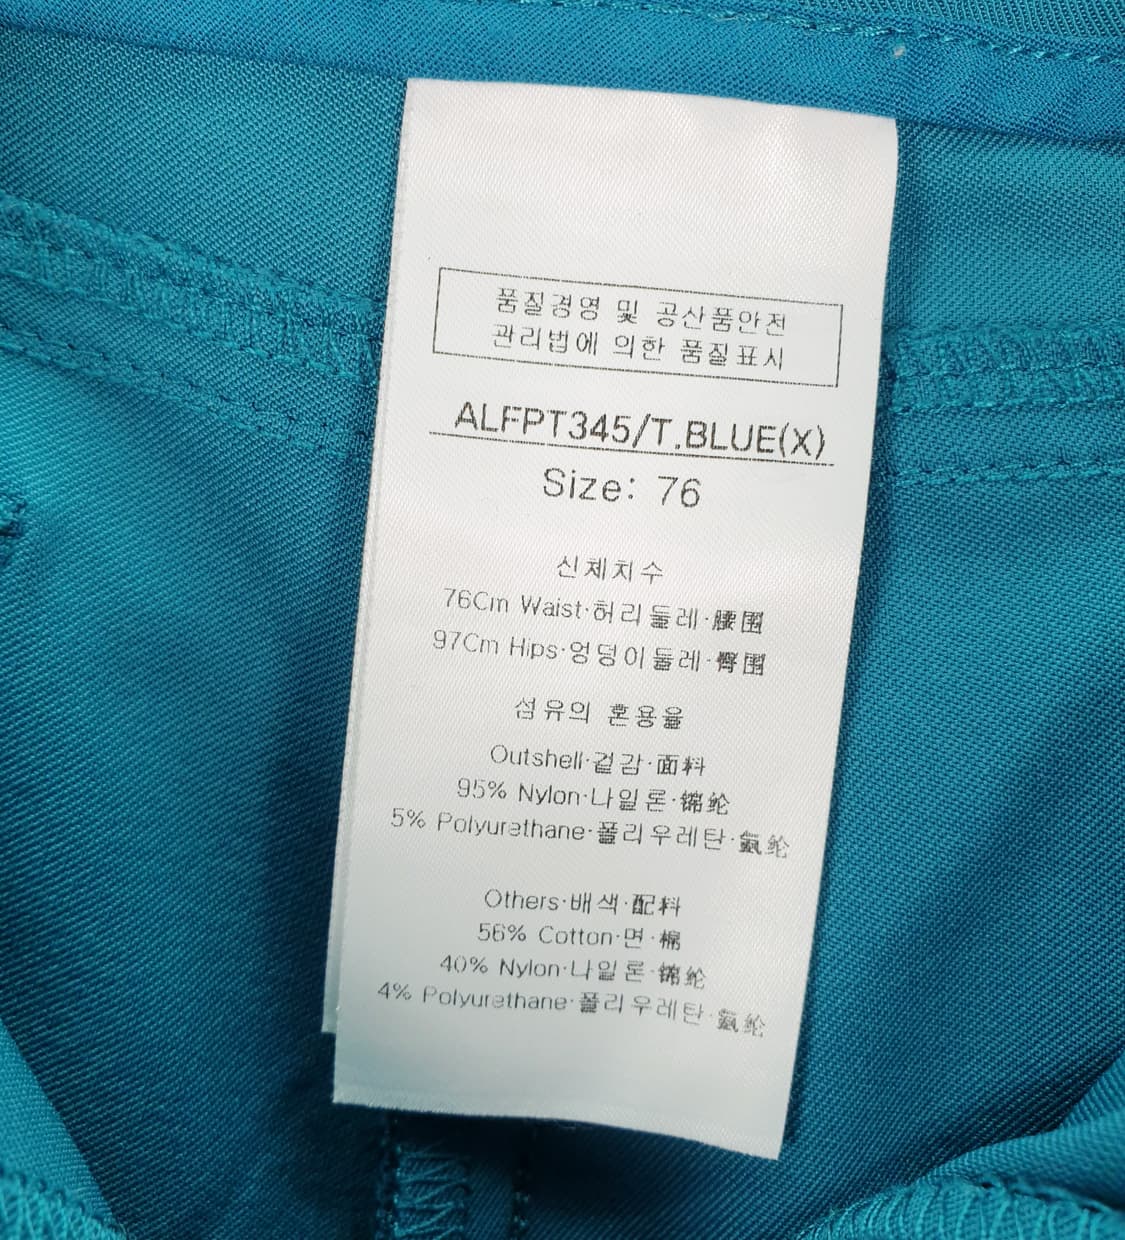 품질경영 및 공산품안전
관리법에 의한 품질표시
ALFPT345/T.BLUE(X)
Size: 76
신체치수
76Cm Waist·허리둘레·腰围
97Cm Hips·엉덩이둘레·臀围
섬유의 혼용율
Outshell·겉감·面料
95% Nylon·나일론·锦纶
5% Polyurethane·폴리우레탄·氨纶
Others·배색·配料
56% Cotton·면·棉
40% Nylon·나일론·锦纶
4% Polyurethane·폴리우레탄·氨纶